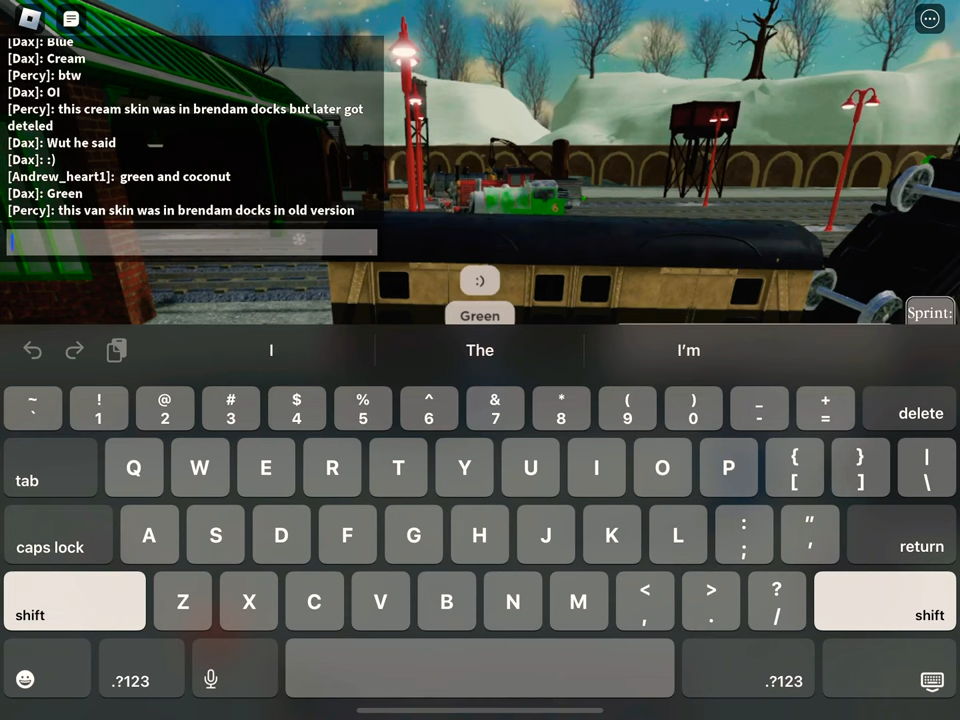 [Dax]: Blue
[Dax]: Cream
[Percy]: btw
[Dax]: OI
[Percy]: this cream skin was in brendam docks but later got
deteled
[Dax]: Wut he said
[Dax]: :)
[Andrew_heart1]: green and coconut
[Dax]: Green
[Percy]: this van skin was in brendam docks in old version
:)
Green
Sprint:
I The I'm
~ ! @ # $ % ^ & * ( ) _ +
` 1 2 3 4 5 6 7 8 9 0 - = delete
tab Q W E R T Y U I O P { [ } ] | \
caps lock A S D F G H J K L : ; " ' return
shift Z X C V B N M < , > . ? / shift
.?123 .?123